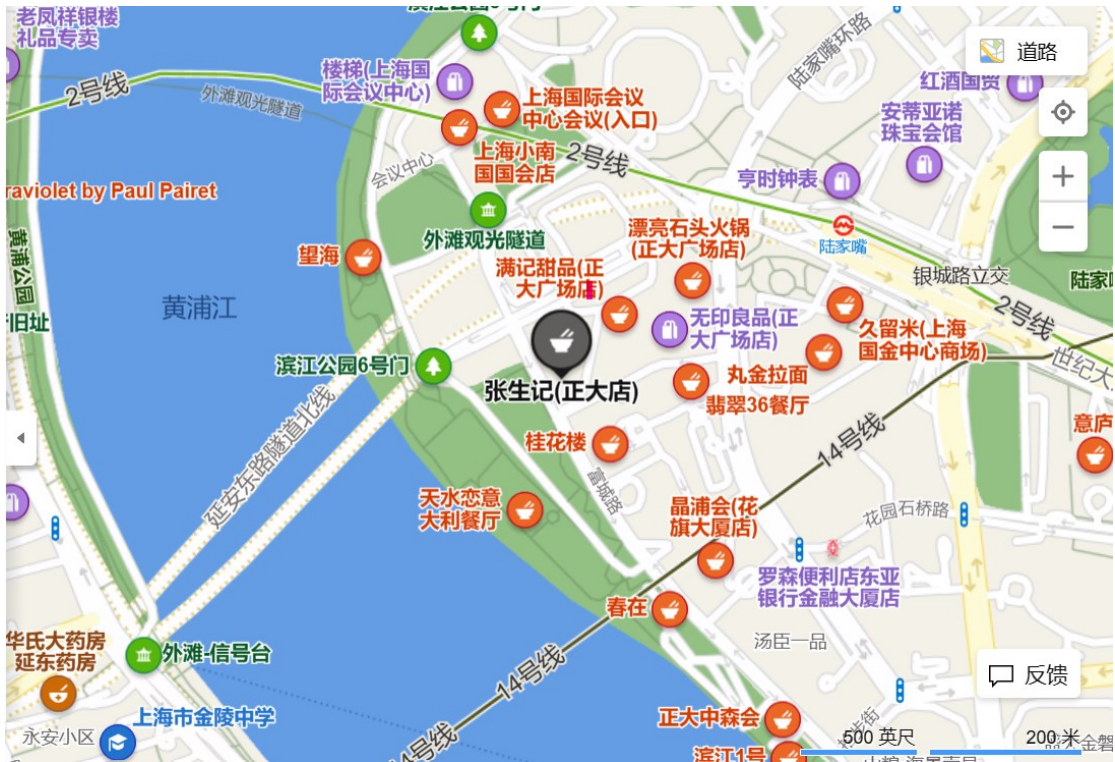 老凤祥银楼
礼品专卖
2号线
外滩观光隧道
楼梯(上海国
际会议中心)
上海国际会议
中心会议(入口)
上海小南
国国会店
会议中心
2号线
陆家嘴环路
道路
红酒国贸
安蒂亚诺
珠宝会馆
亨时钟表
陆家嘴
银城路立交
2号线
世纪大
raviolet by Paul Pairet
黄浦公园
旧址
黄浦江
望海
外滩观光隧道
漂亮石头火锅
(正大广场店)
满记甜品(正
大广场店)
无印良品(正
大广场店)
久留米(上海
国金中心商场)
滨江公园6号门
张生记(正大店)
丸金拉面
翡翠36餐厅
桂花楼
14号线
意庐
延安东路隧道北线
天水恋意
大利餐厅
富城路
晶浦会(花
旗大厦店)
花园石桥路
罗森便利店东亚
银行金融大厦店
春在
汤臣一品
华氏大药房
延东药房
外滩-信号台
14号线
反馈
上海市金陵中学
永安小区
正大中森会
滨江1号
14号线
500 英尺
200 米